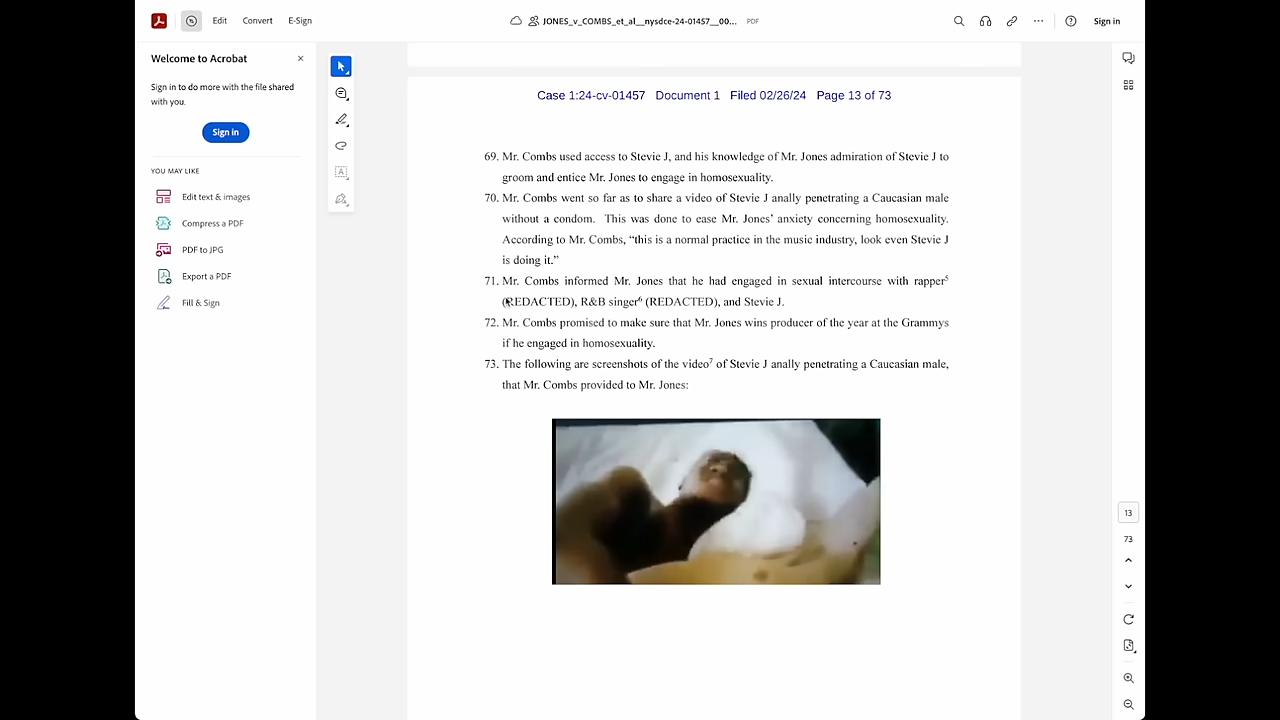 Edit
Convert
E-Sign
JONES_v_COMBS_et_al__nysdce-24-01457__00...
PDF
Sign in
Welcome to Acrobat
Sign in to do more with the file shared
with you.
Sign in
YOU MAY LIKE
Edit text & images
Compress a PDF
PDF to JPG
Export a PDF
Fill & Sign
Case 1:24-cv-01457 Document 1 Filed 02/26/24 Page 13 of 73
69. Mr. Combs used access to Stevie J, and his knowledge of Mr. Jones admiration of Stevie J to
groom and entice Mr. Jones to engage in homosexuality.
70. Mr. Combs went so far as to share a video of Stevie J anally penetrating a Caucasian male
without a condom. This was done to ease Mr. Jones’ anxiety concerning homosexuality.
According to Mr. Combs, “this is a normal practice in the music industry, look even Stevie J
is doing it.”
71. Mr. Combs informed Mr. Jones that he had engaged in sexual intercourse with rapper⁵
(REDACTED), R&B singer⁶ (REDACTED), and Stevie J.
72. Mr. Combs promised to make sure that Mr. Jones wins producer of the year at the Grammys
if he engaged in homosexuality.
73. The following are screenshots of the video⁷ of Stevie J anally penetrating a Caucasian male,
that Mr. Combs provided to Mr. Jones:
13
73